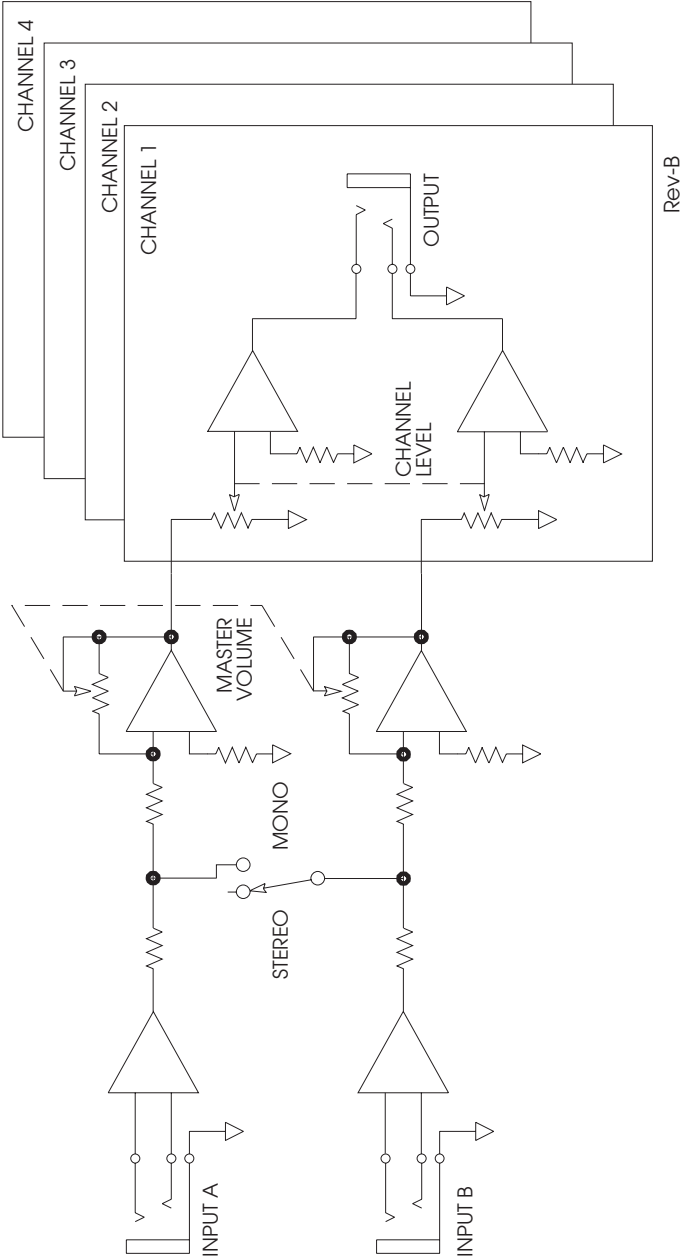 CHANNEL 4
CHANNEL 3
CHANNEL 2
CHANNEL 1
OUTPUT
CHANNEL
LEVEL
MASTER
VOLUME
MONO
STEREO
INPUT A
INPUT B
Rev-B